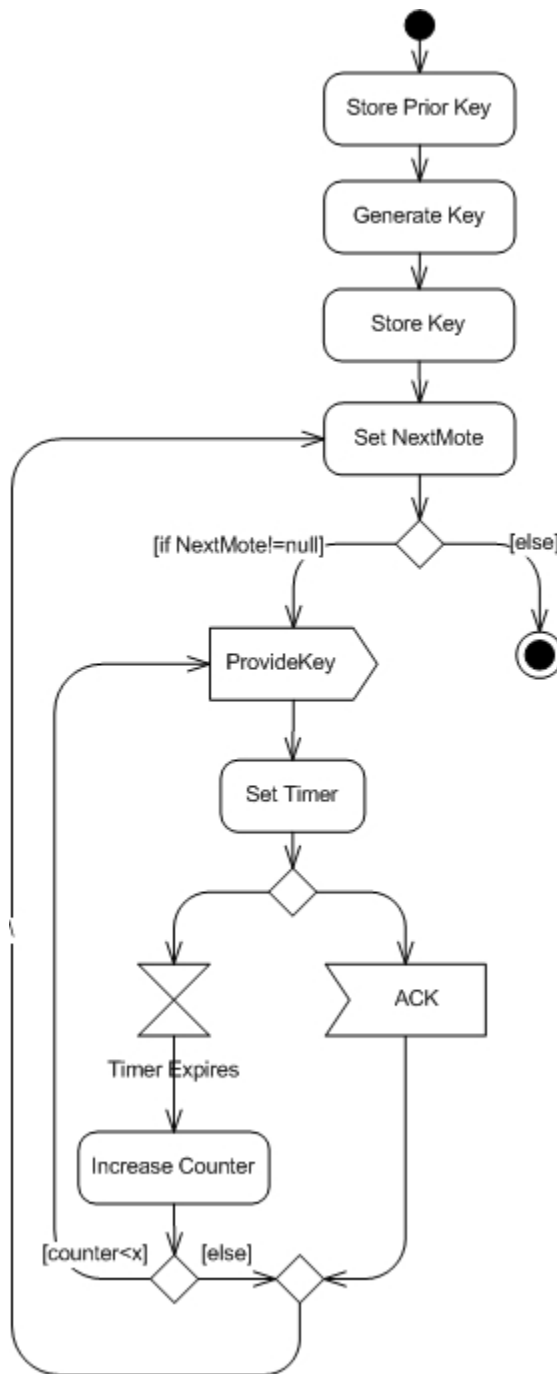 Store Prior Key
Generate Key
Store Key
Set NextMote
[if NextMote!=null]
[else]
ProvideKey
Set Timer
ACK
Timer Expires
Increase Counter
[counter<x]
[else]